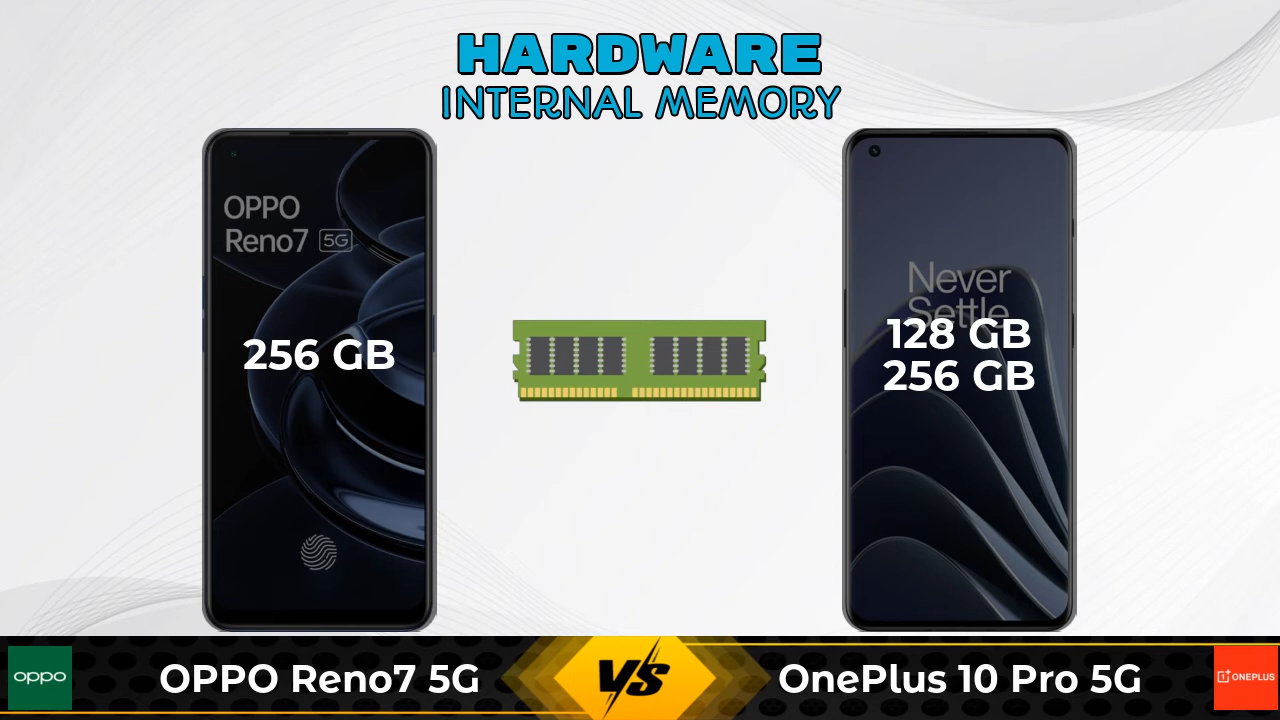 HARDWARE
INTERNAL MEMORY
OPPO
Reno7 5G
256 GB
Never
Settle
128 GB
256 GB
oppo
OPPO Reno7 5G
VS
OnePlus 10 Pro 5G
1+ ONEPLUS